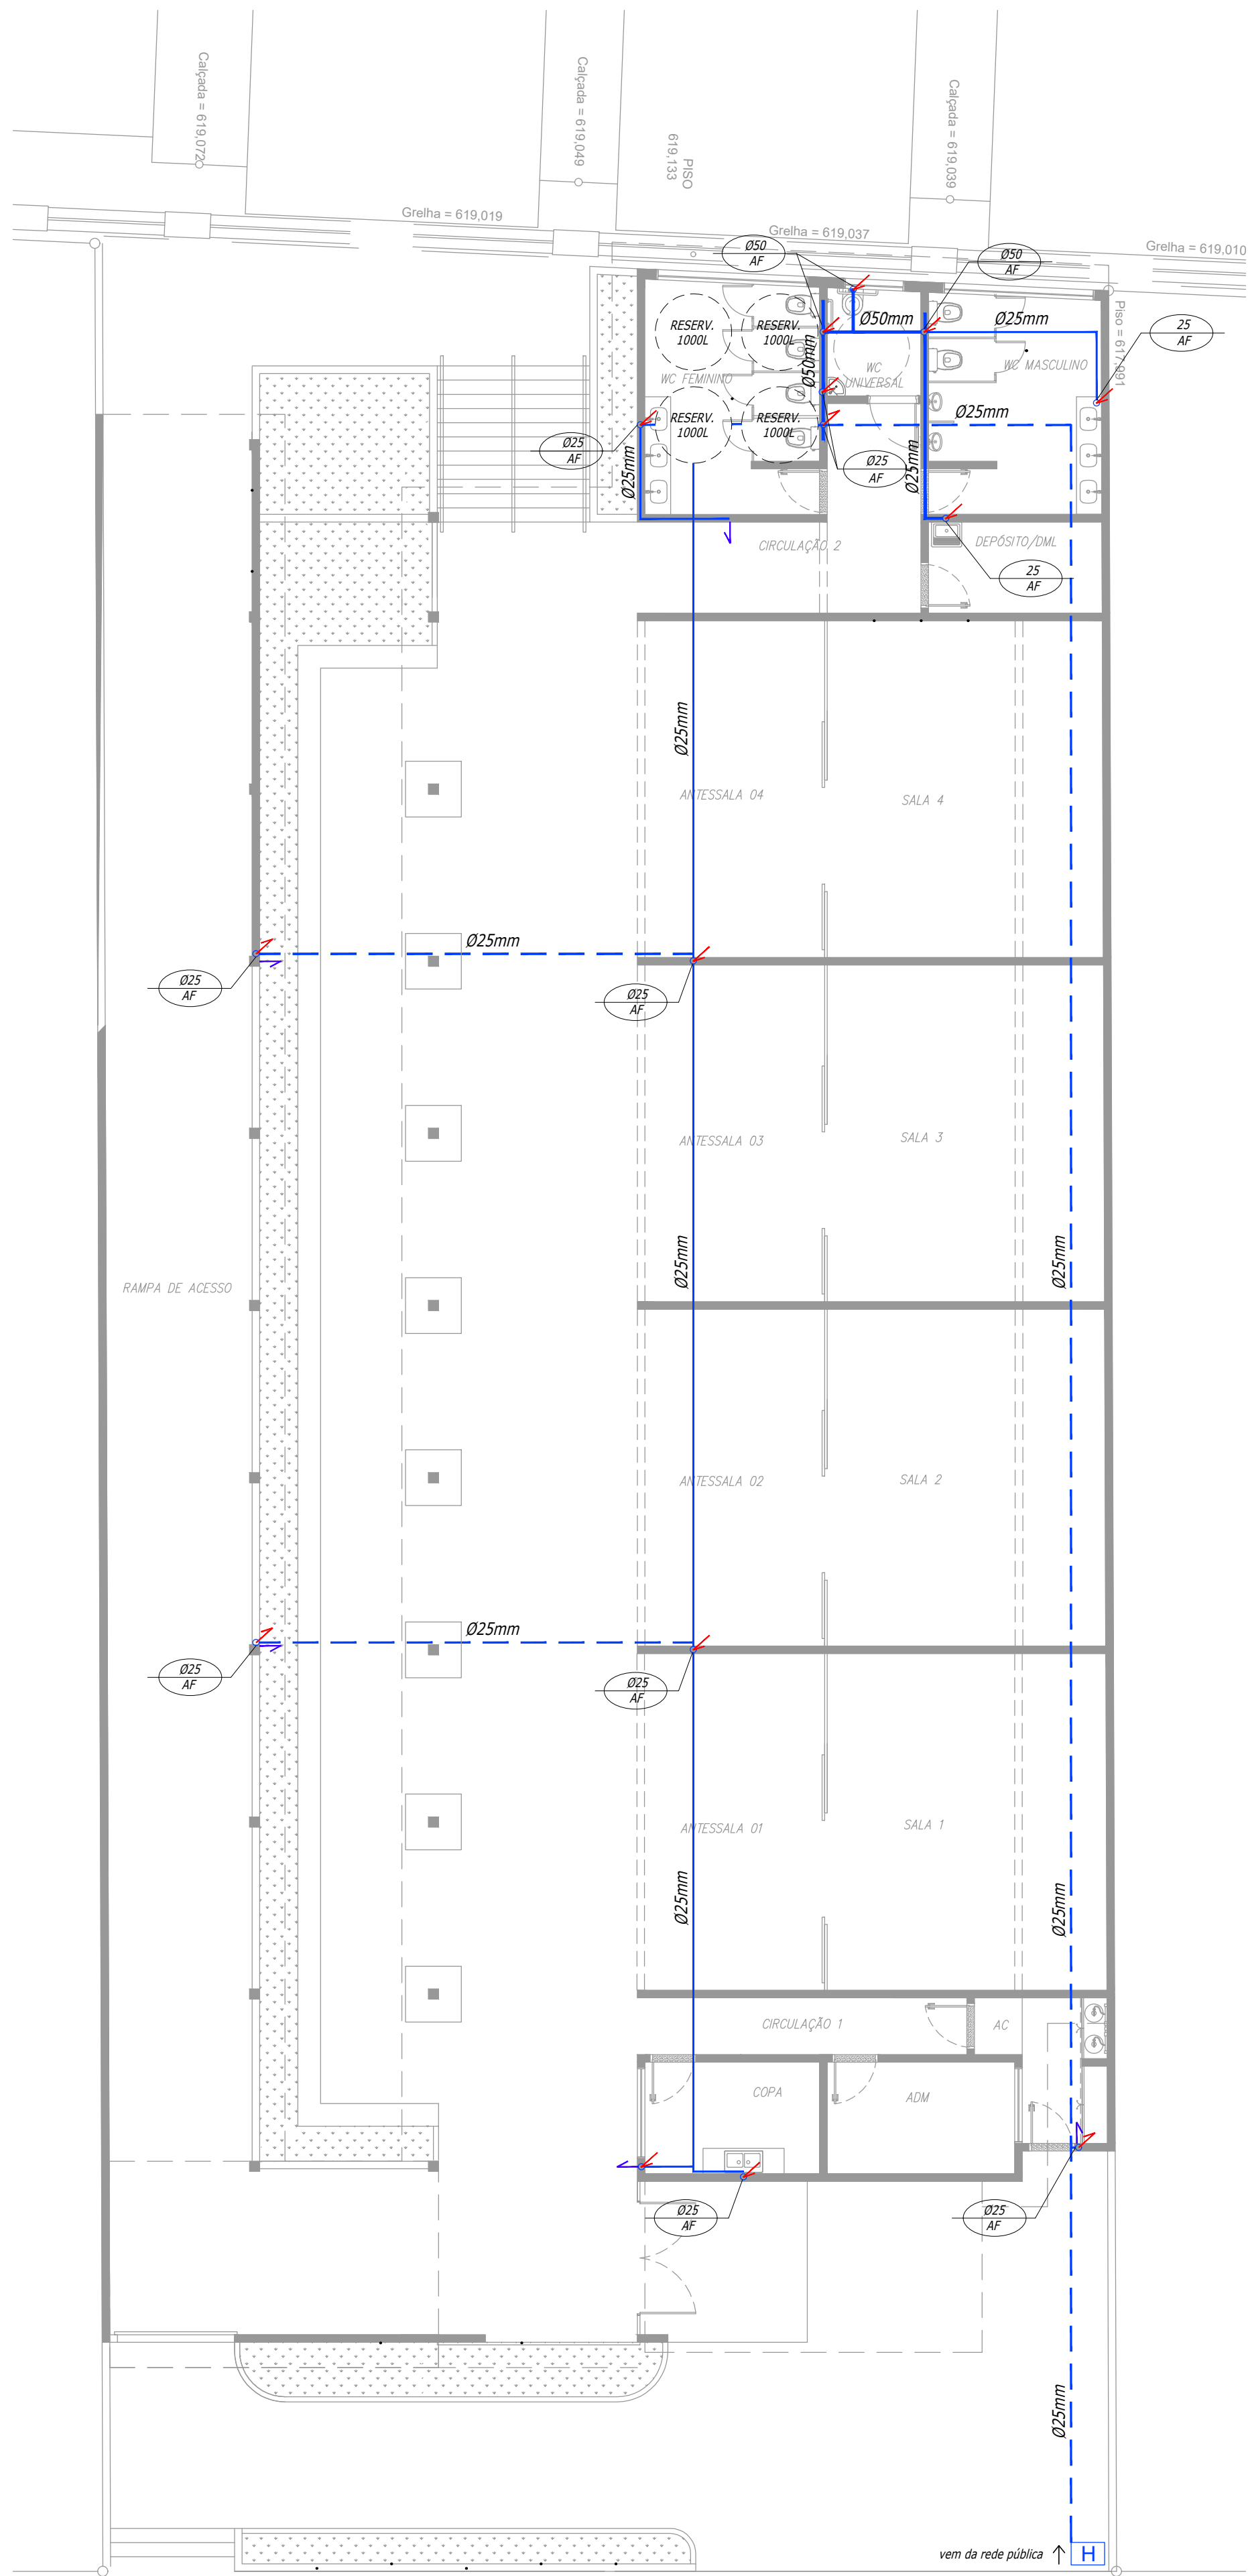 Calçada = 619,072
Calçada = 619,049
PISO
619,133
Calçada = 619,039
Grelha = 619,019
Grelha = 619,037
Grelha = 619,010
Ø50
AF
Ø50
AF
Piso = 617,991
RESERV.
1000L
RESERV.
1000L
Ø50mm
Ø25mm
25
AF
Ø50mm
WC FEMININO
WC
UNIVERSAL
WC MASCULINO
RESERV.
1000L
RESERV.
1000L
Ø25mm
Ø25
AF
Ø25mm
Ø25
AF
Ø25mm
CIRCULAÇÃO 2
DEPÓSITO/DML
25
AF
Ø25mm
ANTESSALA 04
SALA 4
Ø25mm
Ø25
AF
Ø25
AF
ANTESSALA 03
SALA 3
Ø25mm
Ø25mm
RAMPA DE ACESSO
ANTESSALA 02
SALA 2
Ø25mm
Ø25
AF
Ø25
AF
ANTESSALA 01
SALA 1
Ø25mm
Ø25mm
CIRCULAÇÃO 1
AC
COPA
ADM
Ø25
AF
Ø25
AF
Ø25mm
vem da rede pública
H